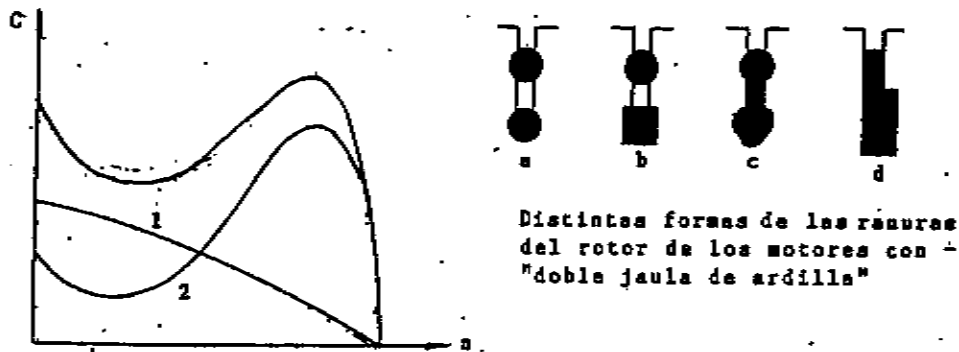 C
1
2
n
a
b
c
d
Distintas formas de las ranuras
del rotor de los motores con -
"doble jaula de ardilla"